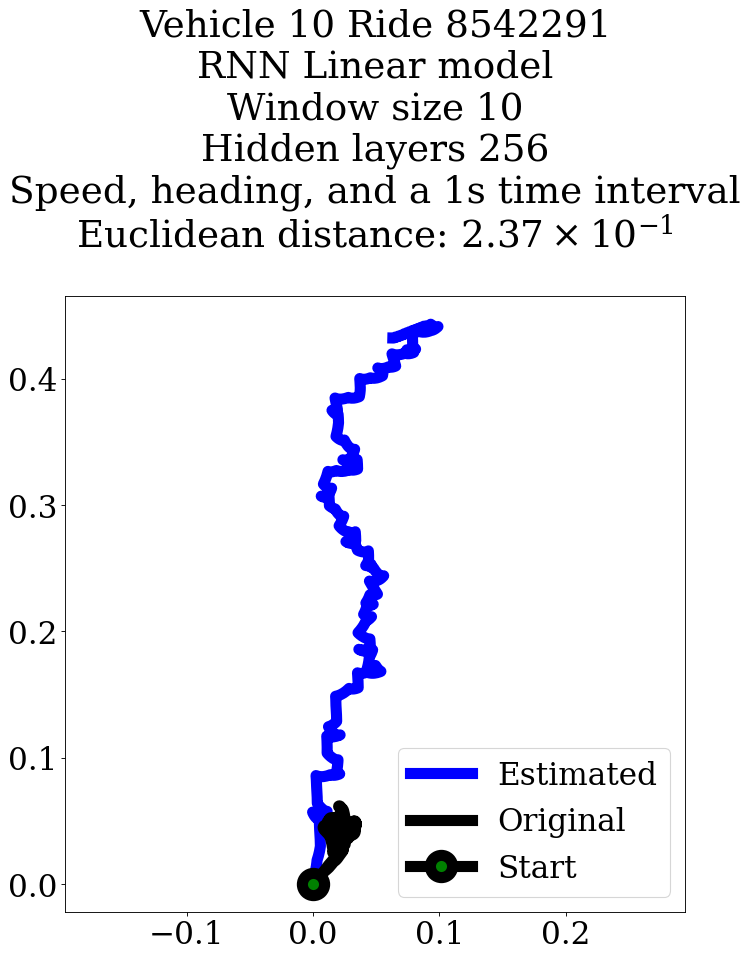 Vehicle 10 Ride 8542291
RNN Linear model
Window size 10
Hidden layers 256
Speed, heading, and a 1s time interval
Euclidean distance: 2.37 × 10⁻¹
0.4
0.3
0.2
0.1
0.0
Estimated
Original
Start
−0.1 0.0 0.1 0.2